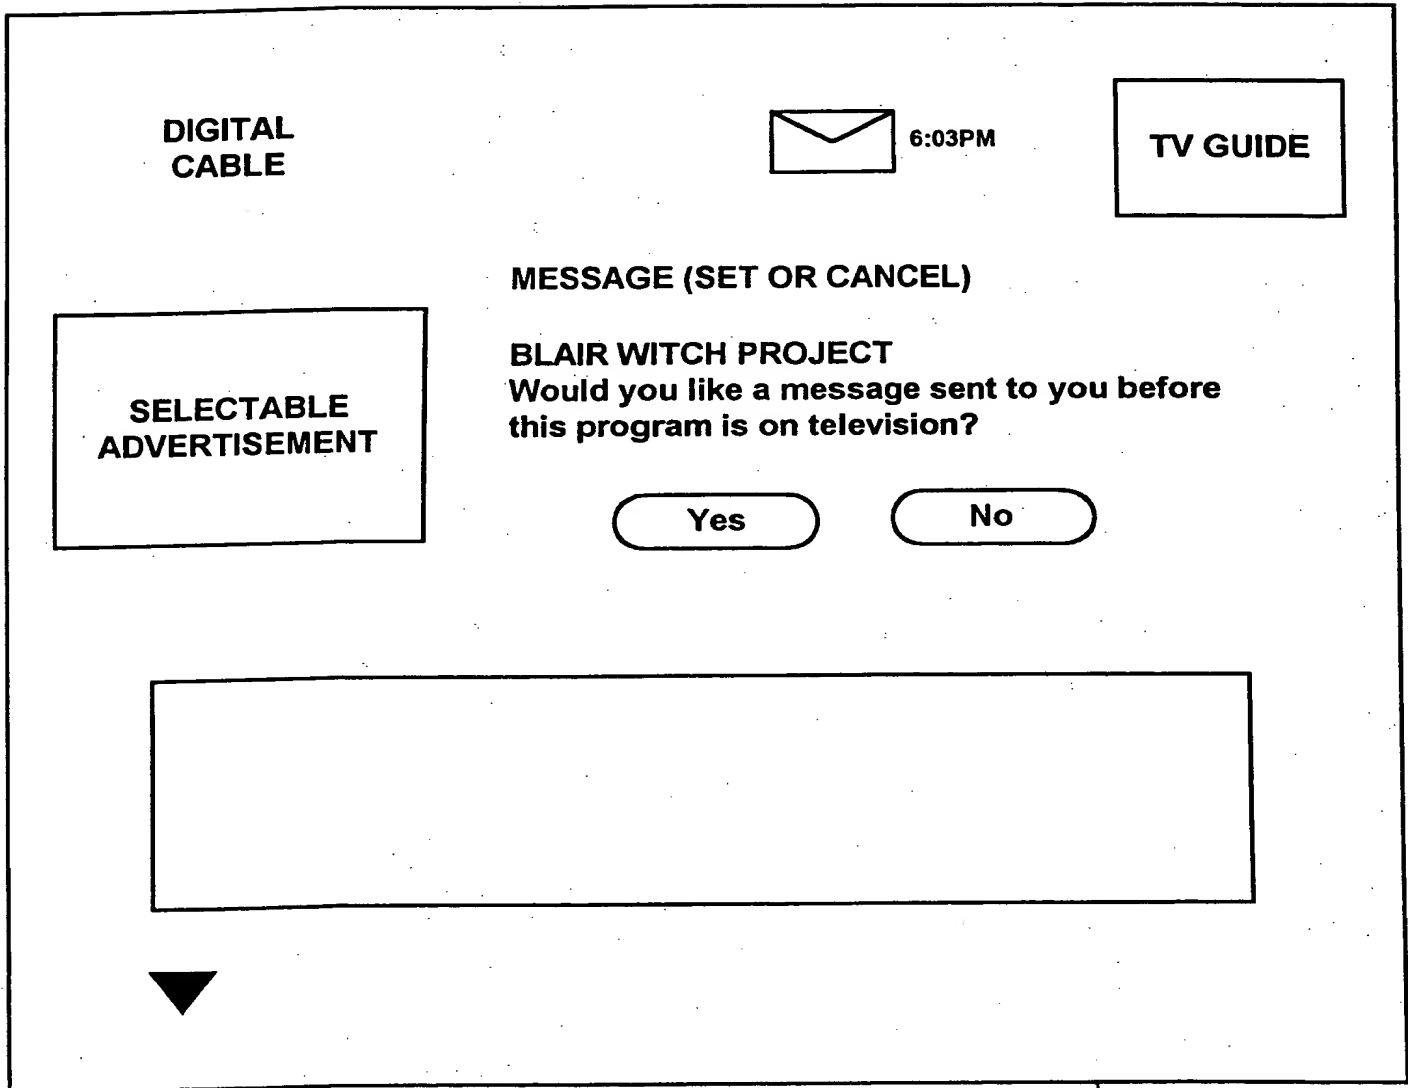 DIGITAL
CABLE
6:03PM
TV GUIDE
MESSAGE (SET OR CANCEL)
SELECTABLE
ADVERTISEMENT
BLAIR WITCH PROJECT
Would you like a message sent to you before
this program is on television?
Yes
No